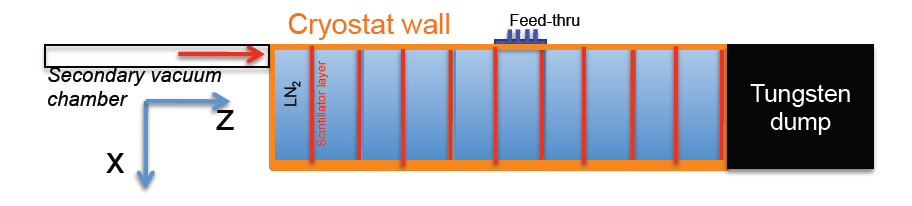 Cryostat wall
Feed-thru
Secondary vacuum
chamber
LN2
Scintillator layer
Tungsten
dump
Z
X